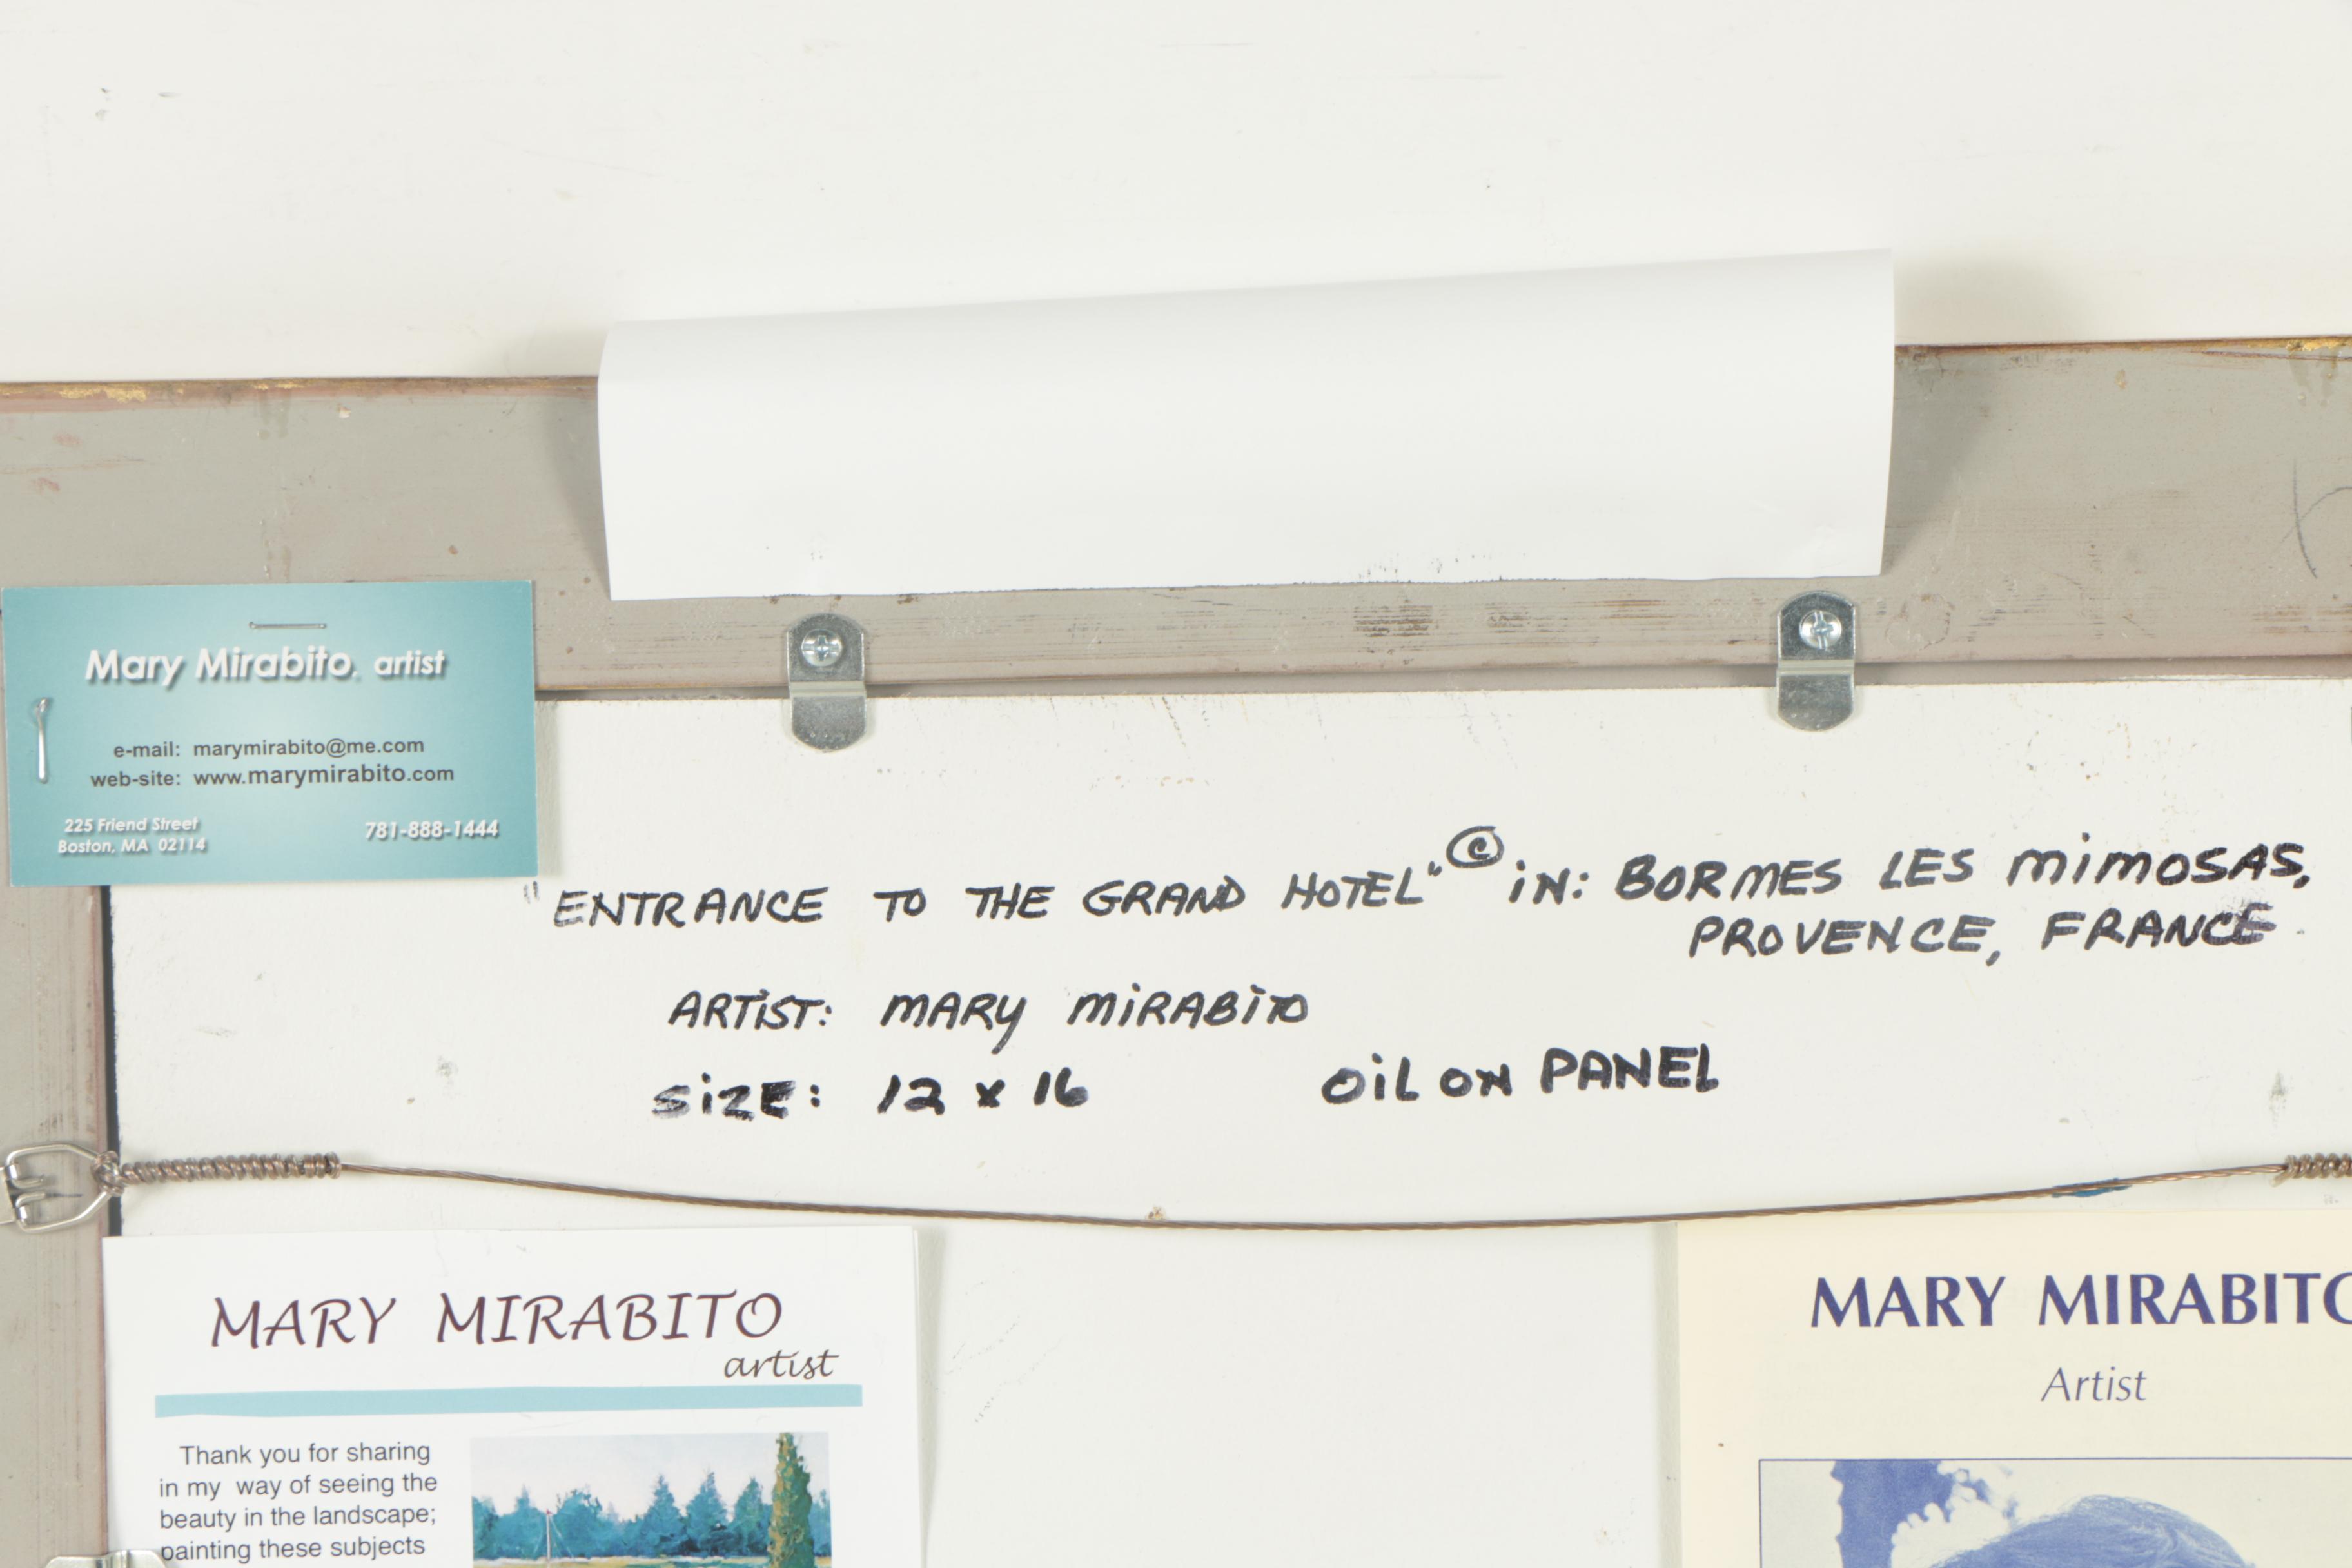 Mary Mirabito, artist
e-mail: marymirabito@me.com
web-site: www.marymirabito.com
225 Friend Street
Boston, MA 02114
781-888-1444
"ENTRANCE TO THE GRAND HOTEL" © iN: BORMES LES MiMOSAS,
PROVENCE, FRANCE
ARTiST: MARY MiRABiTO
SiZE: 12 x 16 OiL ON PANEL
MARY MIRABITO
artist
Thank you for sharing
in my way of seeing the
beauty in the landscape;
painting these subjects
MARY MIRABITO
Artist